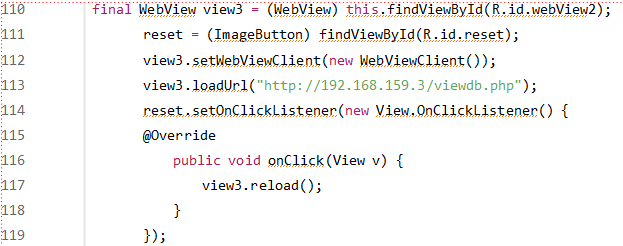 110 final WebView view3 = (WebView) this.findViewById(R.id.webView2);
111 reset = (ImageButton) findViewById(R.id.reset);
112 view3.setWebViewClient(new WebViewClient());
113 view3.loadUrl("http://192.168.159.3/viewdb.php");
114 reset.setOnClickListener(new View.OnClickListener() {
115 @Override
116 public void onClick(View v) {
117 view3.reload();
118 }
119 });